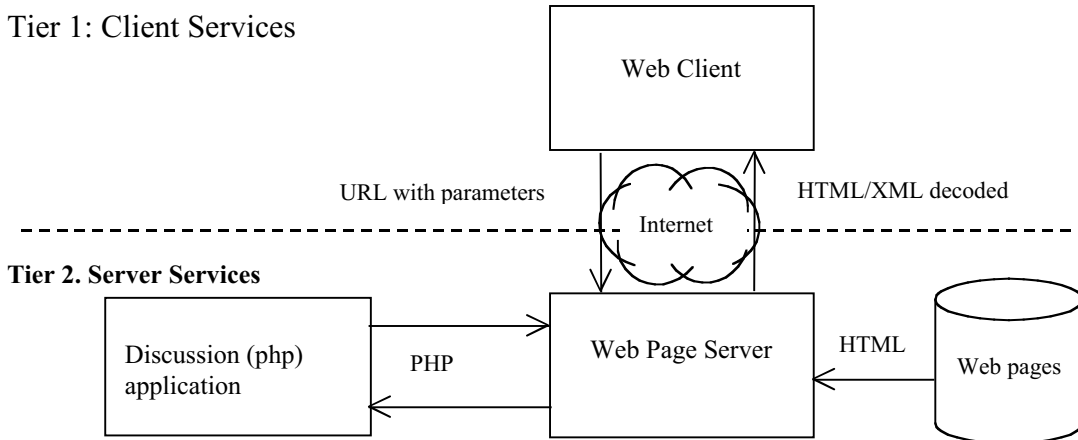 Tier 1: Client Services
Web Client
URL with parameters
HTML/XML decoded
Internet
Tier 2. Server Services
Discussion (php)
application
PHP
Web Page Server
HTML
Web pages